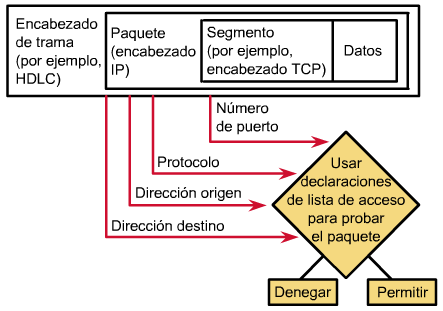 Encabezado
de trama
(por ejemplo,
HDLC)
Paquete
(encabezado
IP)
Segmento
(por ejemplo,
encabezado TCP)
Datos
Número
de puerto
Protocolo
Dirección origen
Dirección destino
Usar
declaraciones
de lista de acceso
para probar
el paquete
Denegar
Permitir